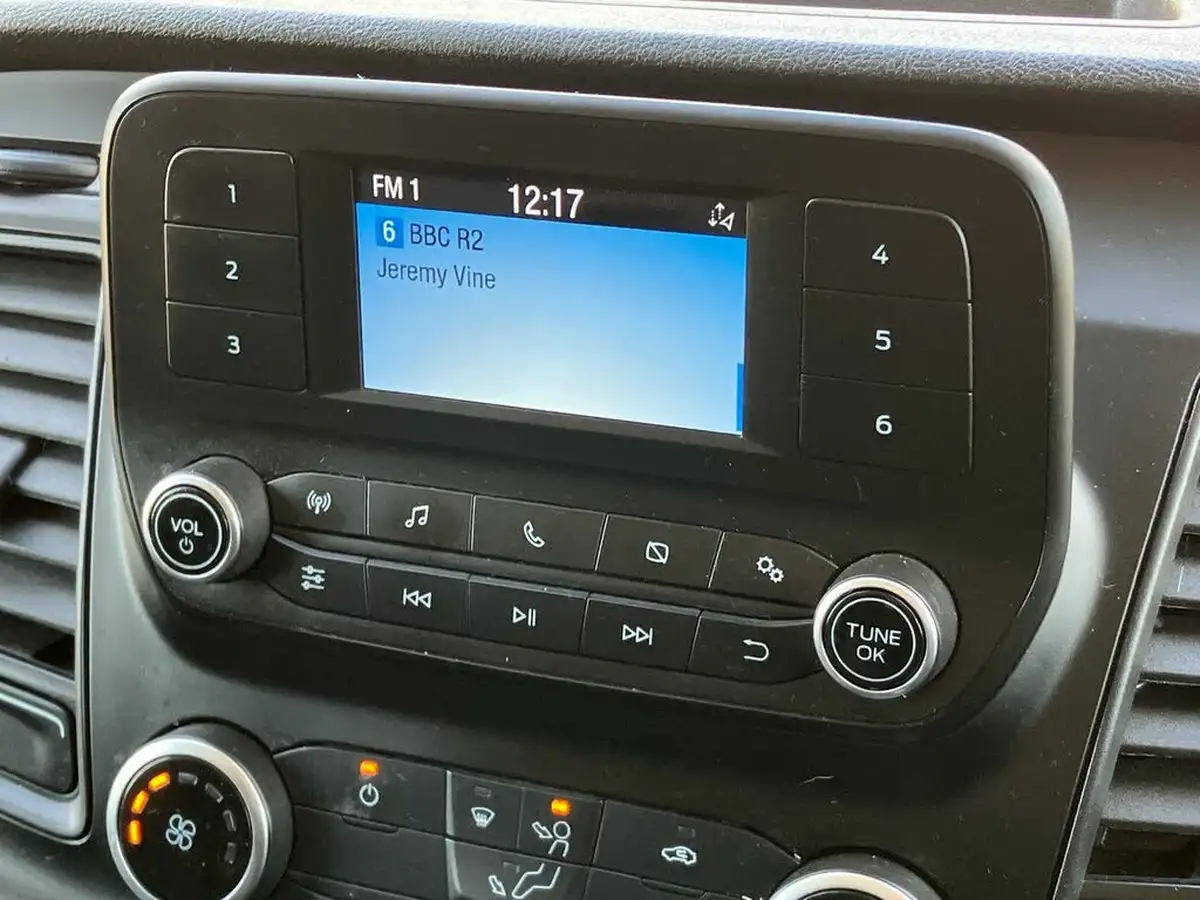 FM 1 12:17
6 BBC R2
Jeremy Vine
1
2
3
4
5
6
VOL
TUNE
OK